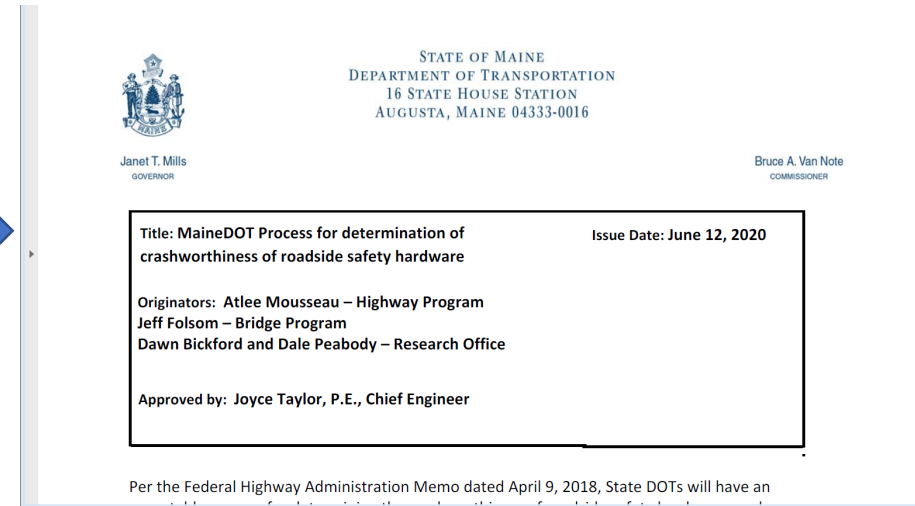 STATE OF MAINE
DEPARTMENT OF TRANSPORTATION
16 STATE HOUSE STATION
AUGUSTA, MAINE 04333-0016
MAINE
Janet T. Mills
GOVERNOR
Bruce A. Van Note
COMMISSIONER
Title: MaineDOT Process for determination of
crashworthiness of roadside safety hardware
Issue Date: June 12, 2020
Originators: Atlee Mousseau – Highway Program
Jeff Folsom – Bridge Program
Dawn Bickford and Dale Peabody – Research Office
Approved by: Joyce Taylor, P.E., Chief Engineer
Per the Federal Highway Administration Memo dated April 9, 2018, State DOTs will have an